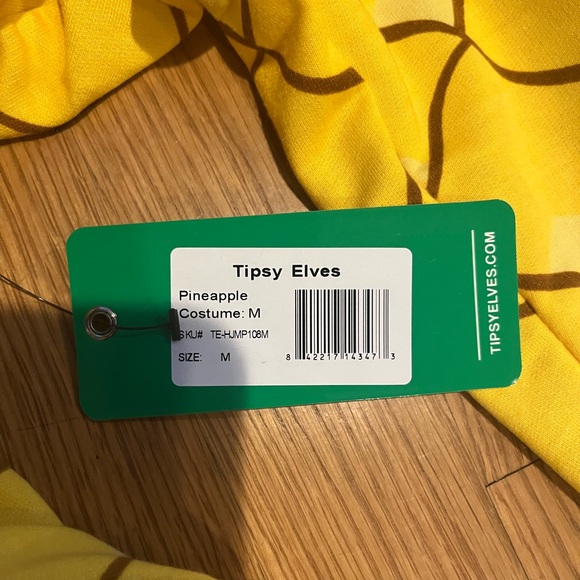 Tipsy Elves
Pineapple
Costume: M
SKU# TE-HJMP108M
SIZE: M
8 42217 14347 3
TIPSYELVES.COM